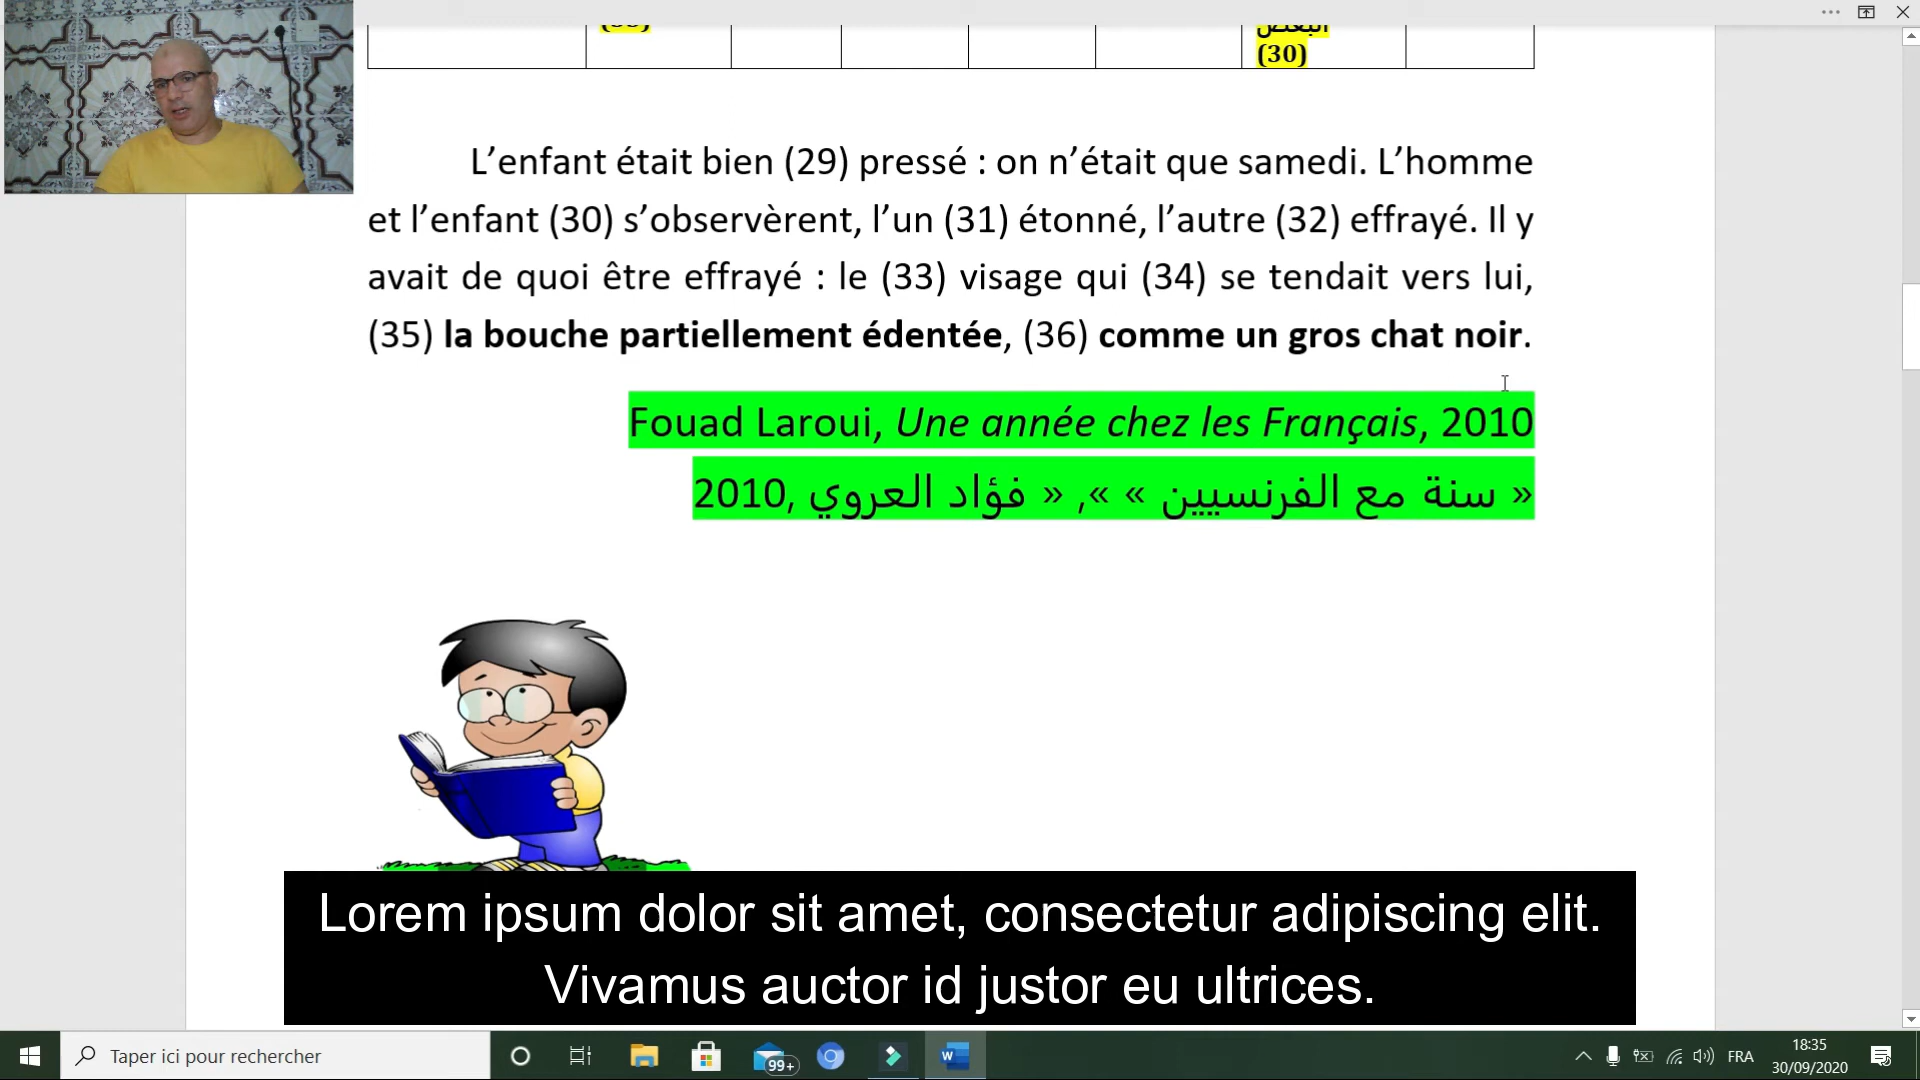 البعض
(30)
L’enfant était bien (29) pressé : on n’était que samedi. L’homme
et l’enfant (30) s’observèrent, l’un (31) étonné, l’autre (32) effrayé. Il y
avait de quoi être effrayé : le (33) visage qui (34) se tendait vers lui,
(35) la bouche partiellement édentée, (36) comme un gros chat noir.
Fouad Laroui, Une année chez les Français, 2010
« سنة مع الفرنسيين » «, « فؤاد العروي ,2010
Lorem ipsum dolor sit amet, consectetur adipiscing elit.
Vivamus auctor id justor eu ultrices.
Taper ici pour rechercher
99+
W
FRA
18:35
30/09/2020